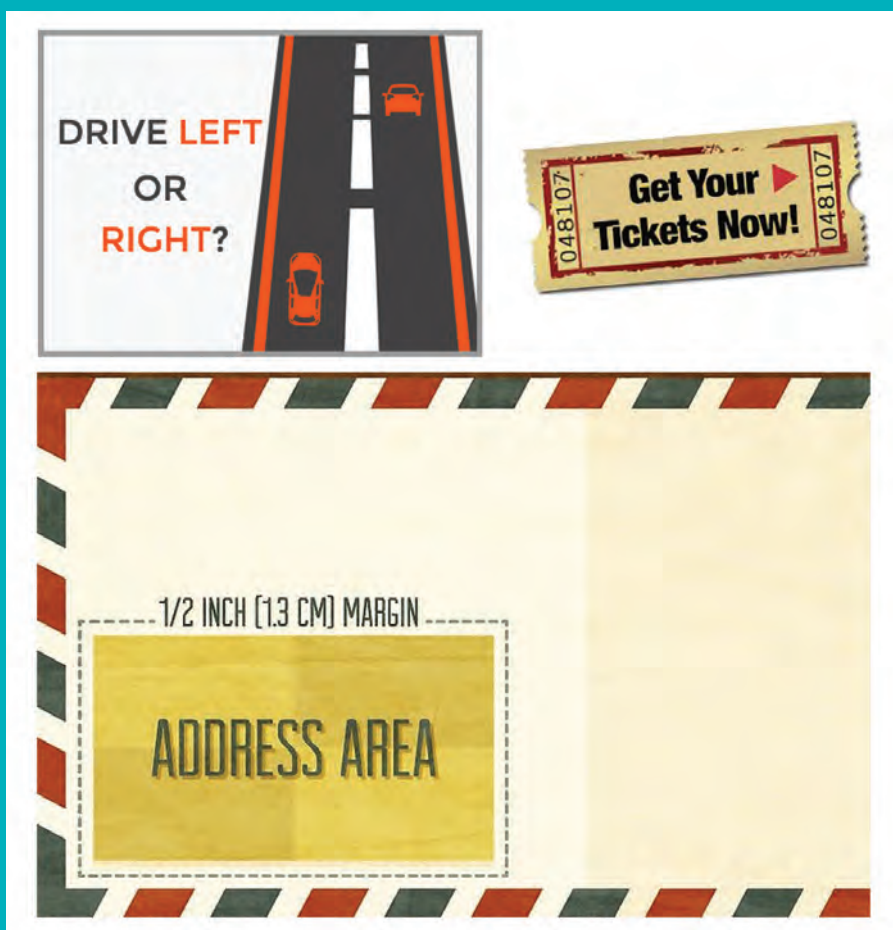 DRIVE LEFT
OR
RIGHT?
048107
Get Your
Tickets Now!
048107
1/2 INCH (1.3 CM) MARGIN
ADDRESS AREA